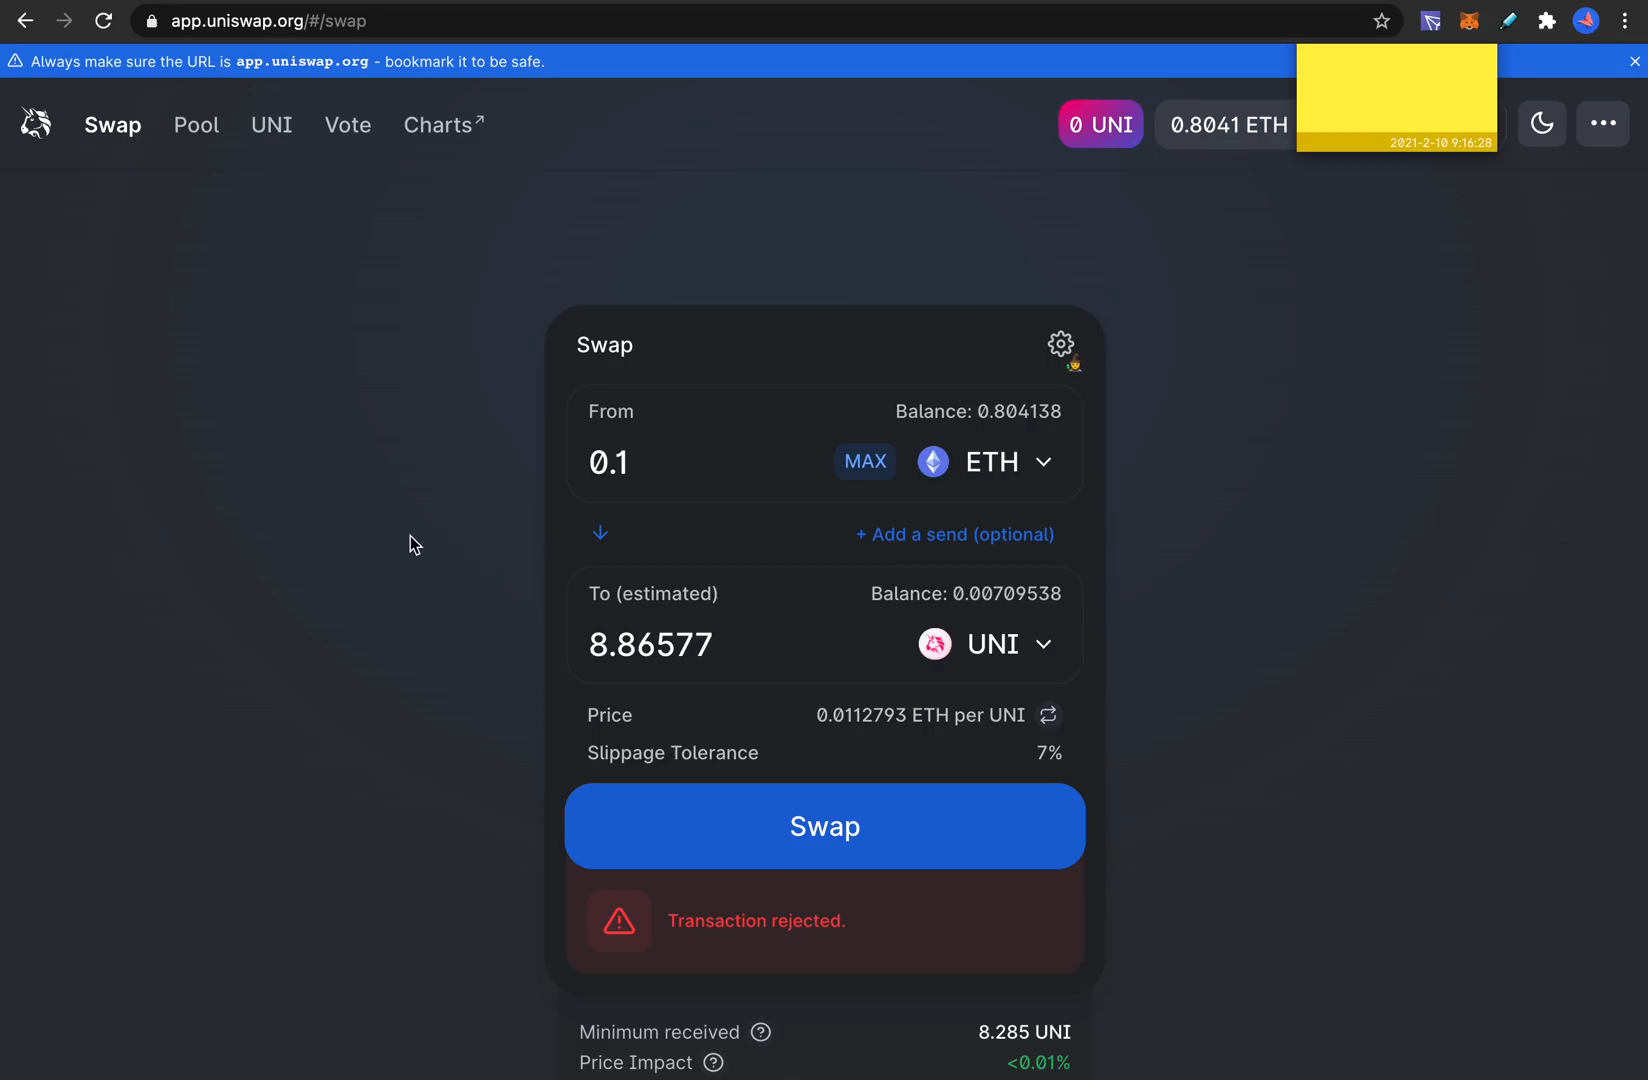 app.uniswap.org/#/swap
Always make sure the URL is app.uniswap.org - bookmark it to be safe.
Swap Pool UNI Vote Charts↗ 0 UNI 0.8041 ETH
2021-2-10 9:16:28
Swap
From Balance: 0.804138
0.1 MAX ETH
+ Add a send (optional)
To (estimated) Balance: 0.00709538
8.86577 UNI
Price 0.0112793 ETH per UNI
Slippage Tolerance 7%
Swap
Transaction rejected.
Minimum received ? 8.285 UNI
Price Impact ? <0.01%